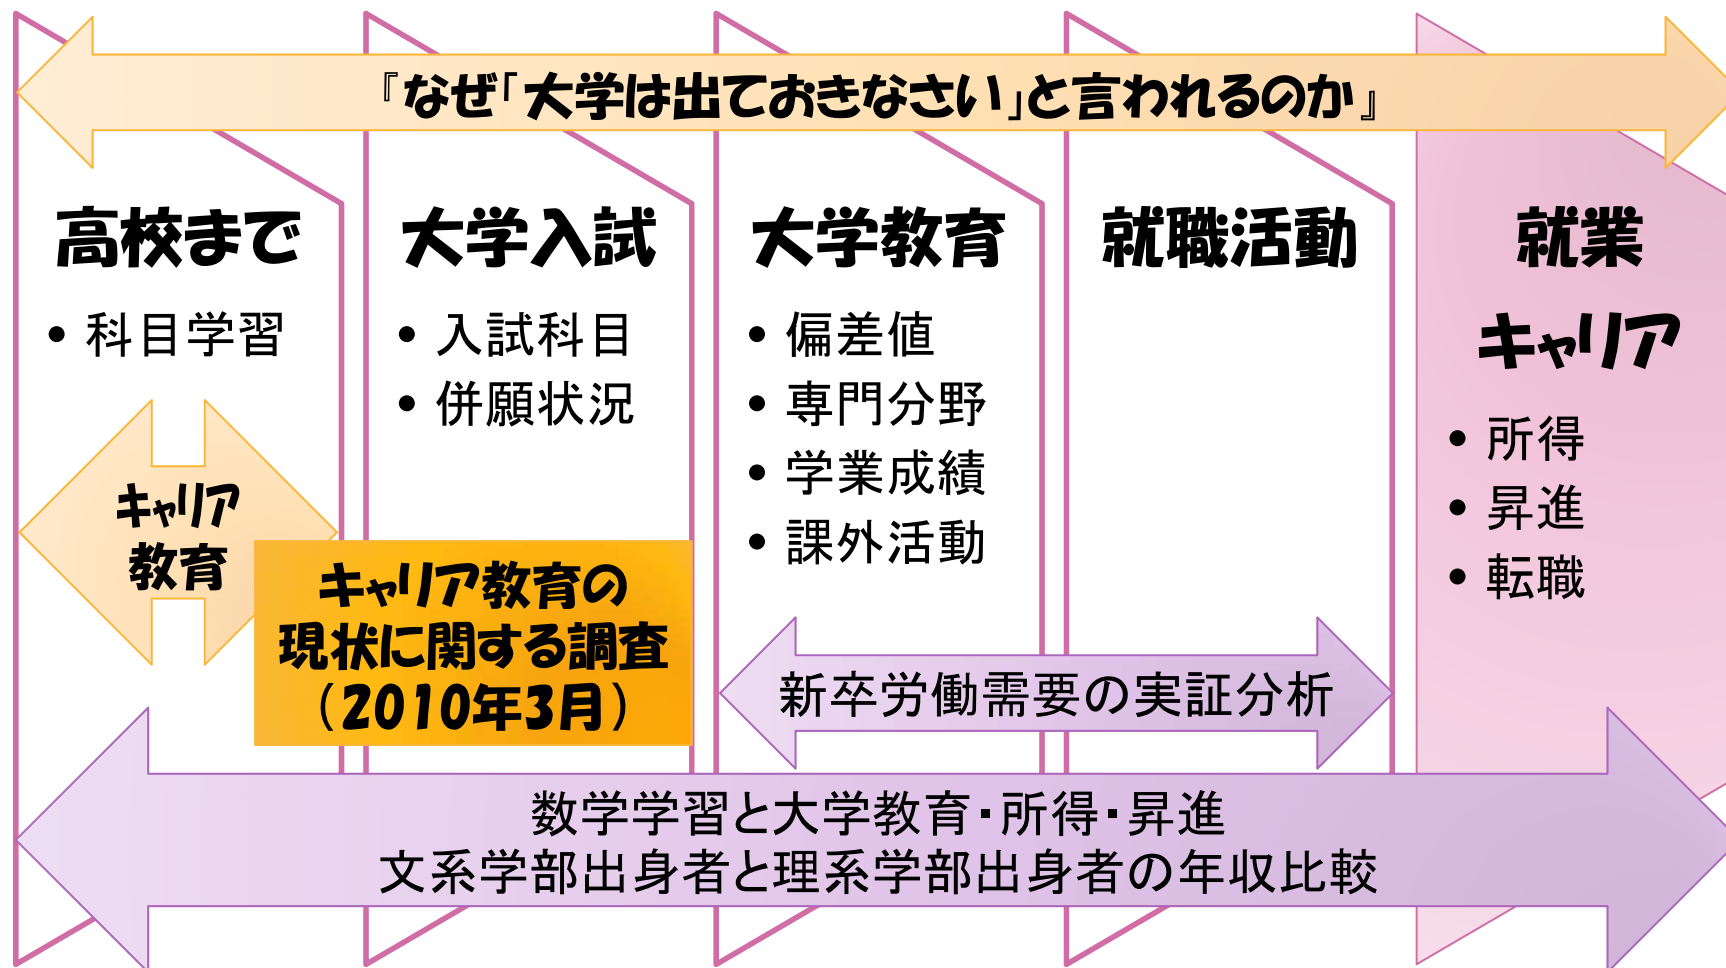 『なぜ「大学は出ておきなさい」と言われるのか』
高校まで
• 科目学習
キャリア
教育
大学入試
• 入試科目
• 併願状況
キャリア教育の
現状に関する調査
（2010年3月）
大学教育
• 偏差値
• 専門分野
• 学業成績
• 課外活動
就職活動
新卒労働需要の実証分析
就業
キャリア
• 所得
• 昇進
• 転職
数学学習と大学教育・所得・昇進
文系学部出身者と理系学部出身者の年収比較